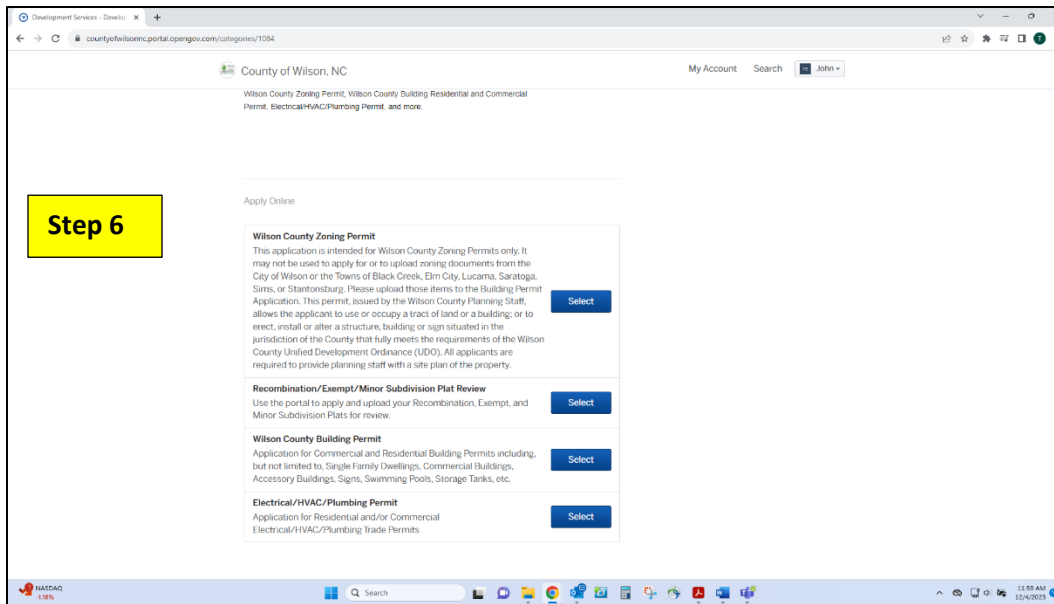 Development Services - Develo
countyofwilsonnc.portal.opengov.com/categories/1084
T
County of Wilson, NC
My Account Search John
Wilson County Zoning Permit, Wilson County Building Residential and Commercial
Permit, Electrical/HVAC/Plumbing Permit, and more.
Step 6
Apply Online
Wilson County Zoning Permit
This application is intended for Wilson County Zoning Permits only. It
may not be used to apply for or to upload zoning documents from the
City of Wilson or the Towns of Black Creek, Elm City, Lucama, Saratoga,
Sims, or Stantonsburg. Please upload those items to the Building Permit
Application. This permit, issued by the Wilson County Planning Staff,
allows the applicant to use or occupy a tract of land or a building; or to
erect, install or alter a structure, building or sign situated in the
jurisdiction of the County that fully meets the requirements of the Wilson
County Unified Development Ordinance (UDO). All applicants are
required to provide planning staff with a site plan of the property.
Select
Recombination/Exempt/Minor Subdivision Plat Review
Use the portal to apply and upload your Recombination, Exempt, and
Minor Subdivision Plats for review.
Select
Wilson County Building Permit
Application for Commercial and Residential Building Permits including,
but not limited to, Single Family Dwellings, Commercial Buildings,
Accessory Buildings, Signs, Swimming Pools, Storage Tanks, etc.
Select
Electrical/HVAC/Plumbing Permit
Application for Residential and/or Commercial
Electrical/HVAC/Plumbing Trade Permits
Select
NASDAQ
Search
11:59 AM
12/4/2023